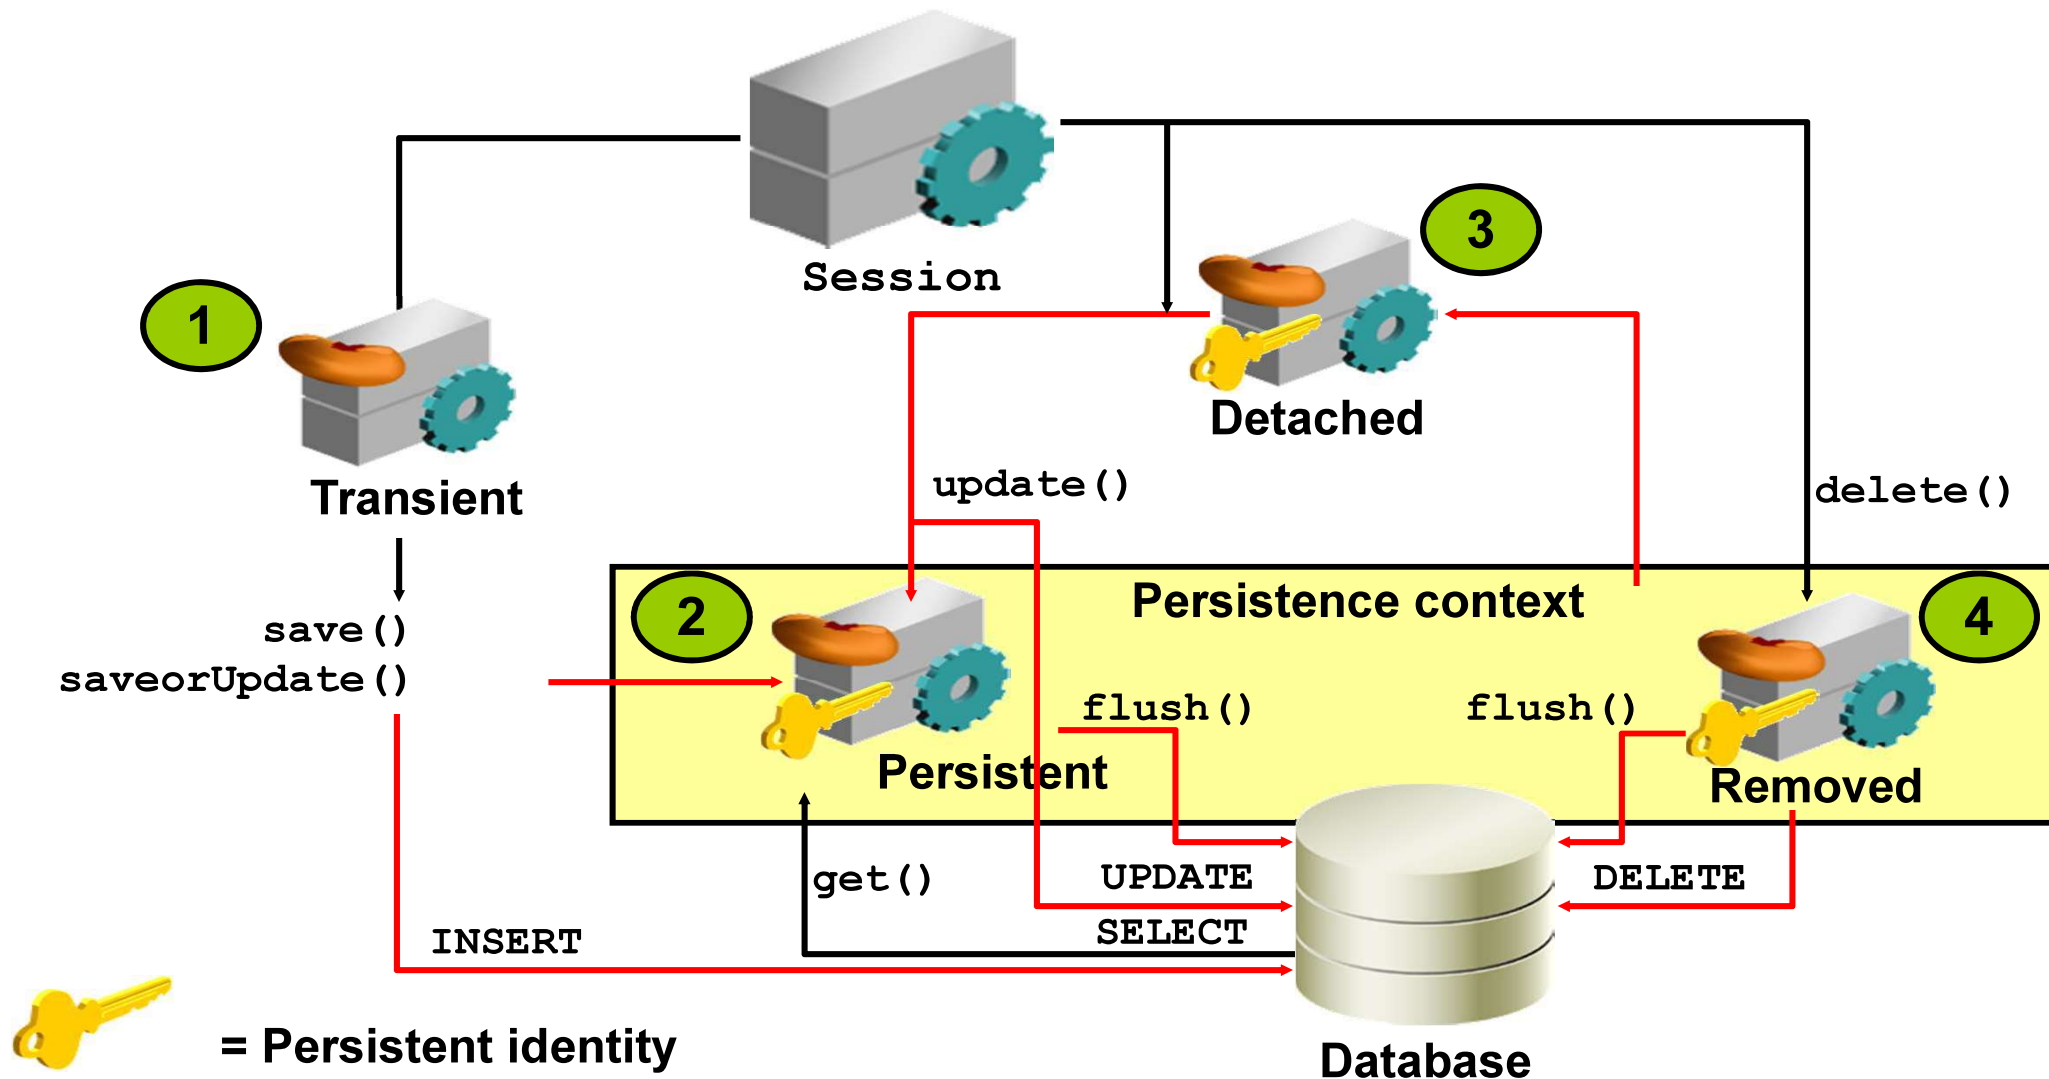 Session
3
1
Detached
Transient
update()
delete()
2
Persistence context
4
save()
saveorUpdate()
flush()
flush()
Persistent
Removed
get()
UPDATE
DELETE
SELECT
INSERT
= Persistent identity
Database